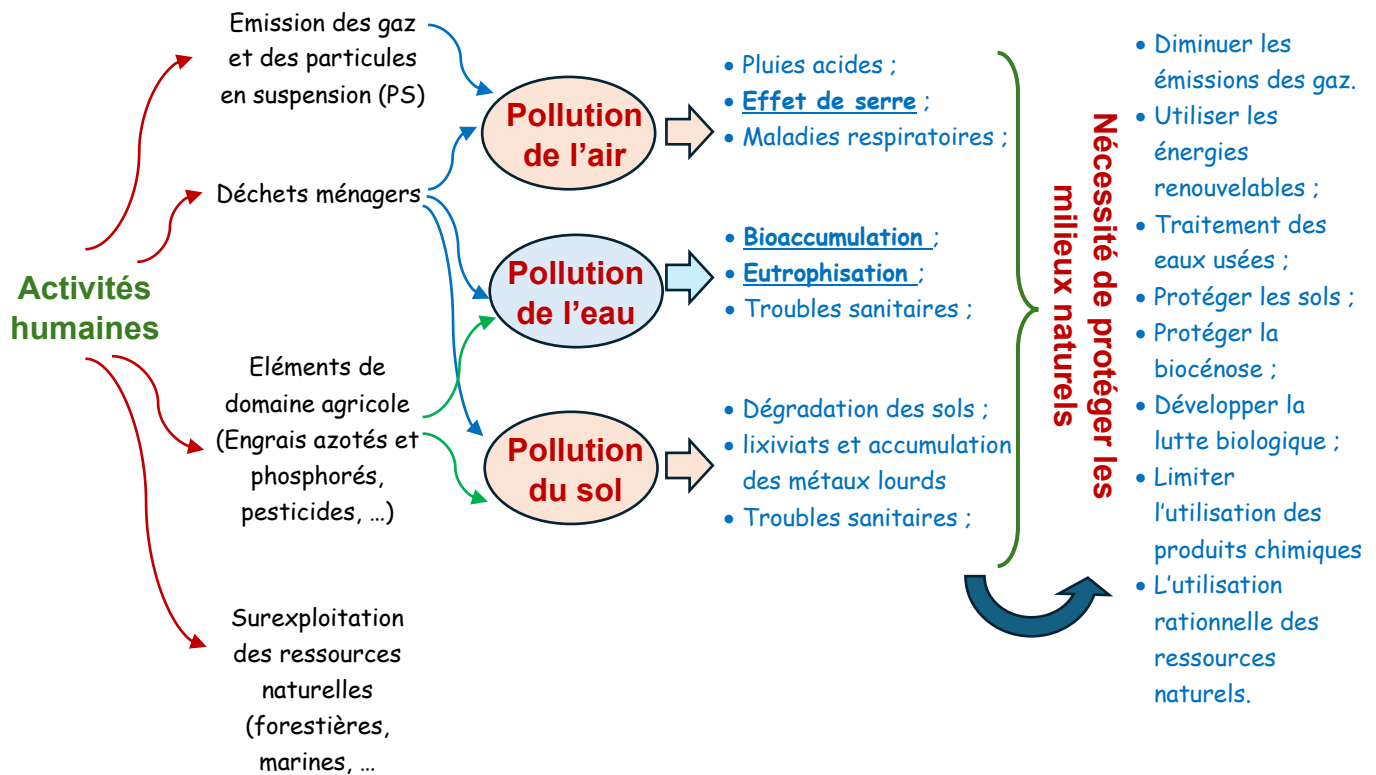 Activités
humaines
Emission des gaz
et des particules
en suspension (PS)
Déchets ménagers
Eléments de
domaine agricole
(Engrais azotés et
phosphorés,
pesticides, …)
Surexploitation
des ressources
naturelles
(forestières,
marines, …
Pollution
de l’air
Pollution
de l’eau
Pollution
du sol
• Pluies acides ;
• Effet de serre ;
• Maladies respiratoires ;
• Bioaccumulation ;
• Eutrophisation ;
• Troubles sanitaires ;
• Dégradation des sols ;
• lixiviats et accumulation
des métaux lourds
• Troubles sanitaires ;
Nécessité de protéger les
milieux naturels
• Diminuer les
émissions des gaz.
• Utiliser les
énergies
renouvelables ;
• Traitement des
eaux usées ;
• Protéger les sols ;
• Protéger la
biocénose ;
• Développer la
lutte biologique ;
• Limiter
l’utilisation des
produits chimiques
• L’utilisation
rationnelle des
ressources
naturels.